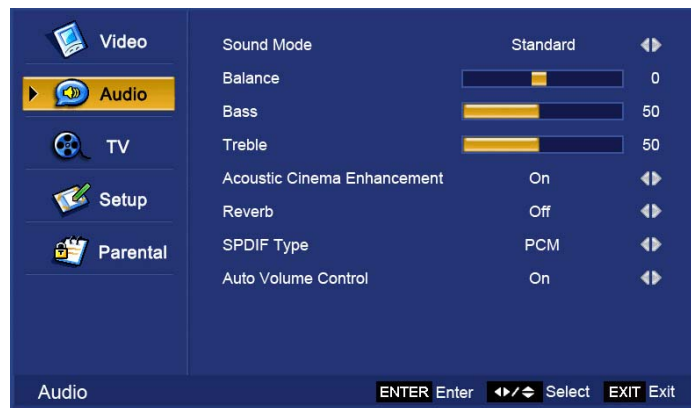 Video
Audio
TV
Setup
Parental
Sound Mode Standard
Balance 0
Bass 50
Treble 50
Acoustic Cinema Enhancement On
Reverb Off
SPDIF Type PCM
Auto Volume Control On
Audio ENTER Enter / Select EXIT Exit